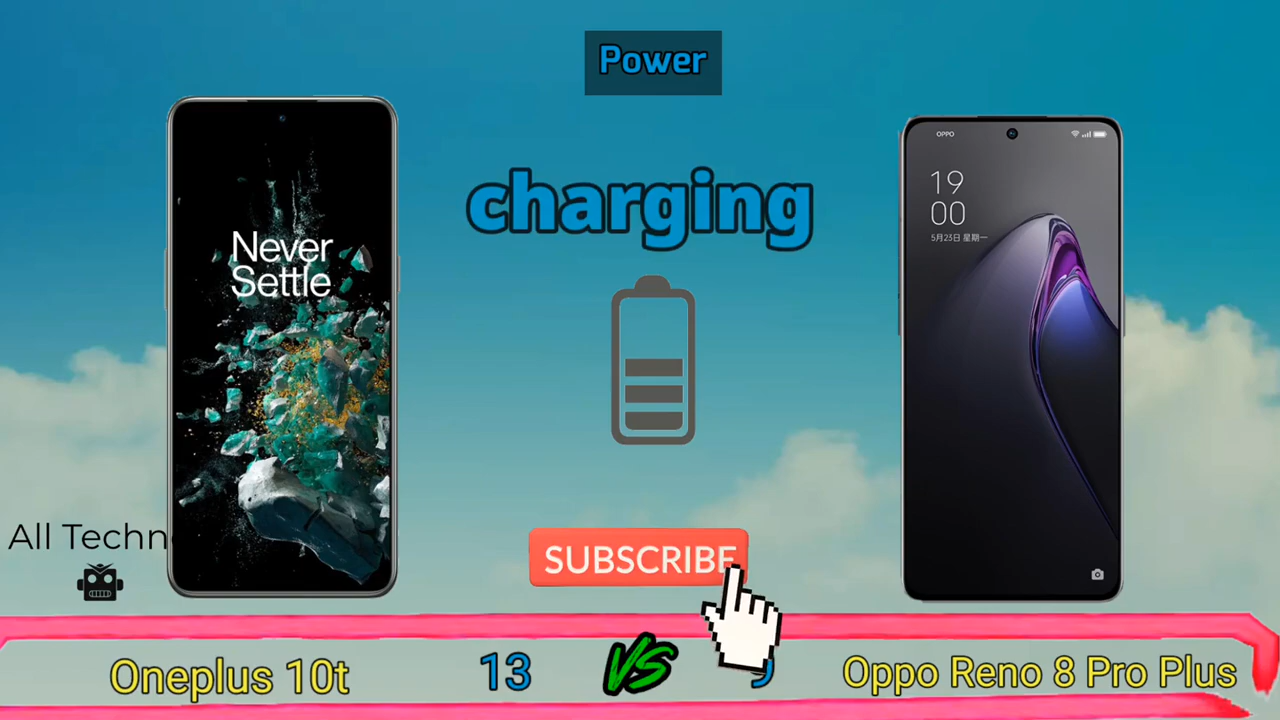 Power
charging
Never
Settle
OPPO
19
00
5月23日 星期一
All Techn
SUBSCRIBE
Oneplus 10t
13
VS
Oppo Reno 8 Pro Plus